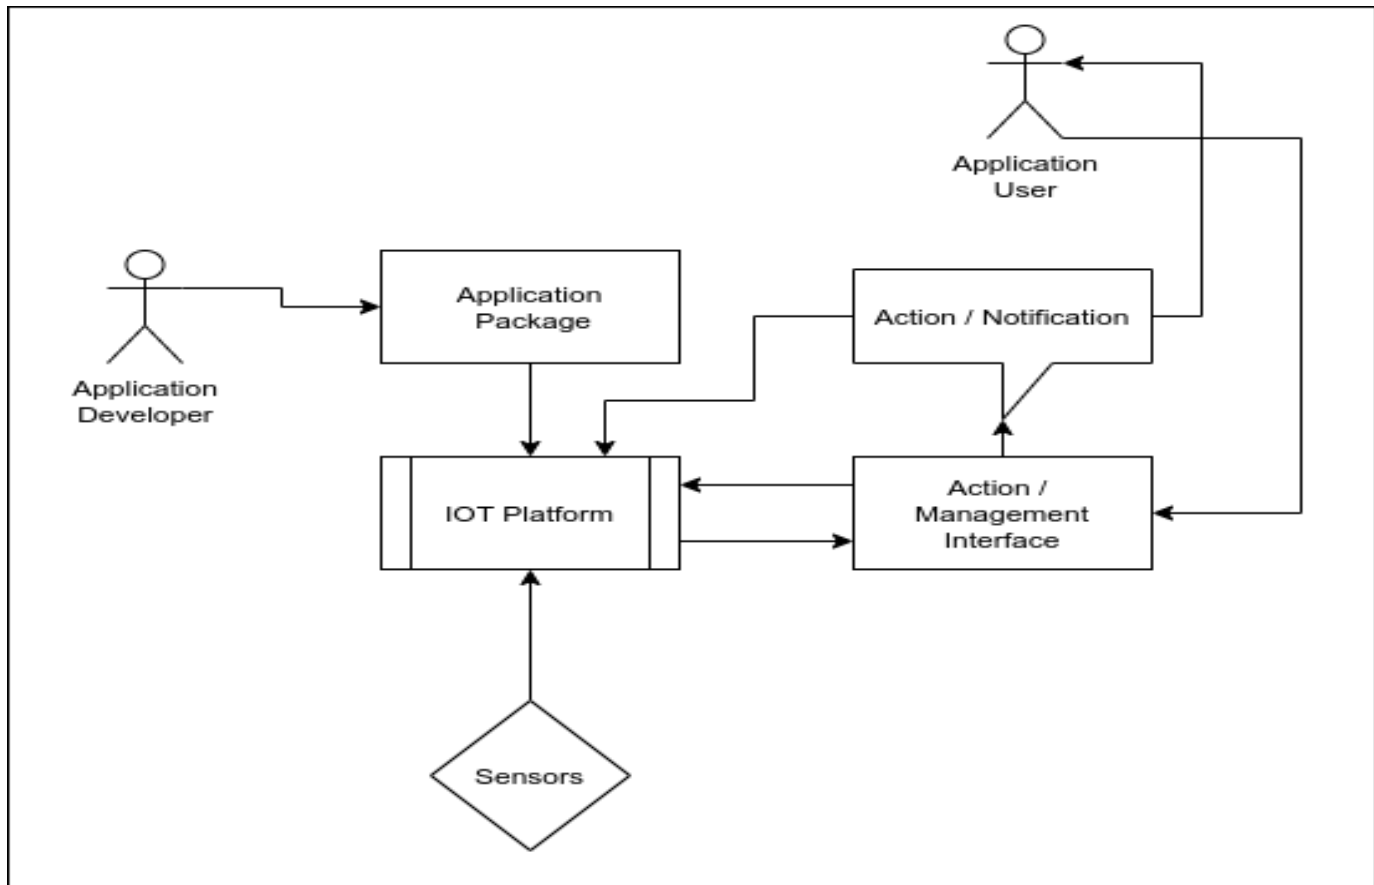 Application
User
Application
Developer
Application
Package
Action / Notification
IOT Platform
Action /
Management
Interface
Sensors